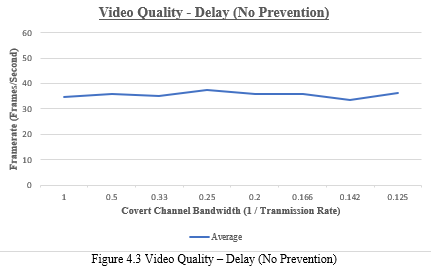 Video Quality - Delay (No Prevention)
Framerate (Frames/Second)
60
50
40
30
20
10
0
1 0.5 0.33 0.25 0.2 0.166 0.142 0.125
Covert Channel Bandwidth (1 / Tranmission Rate)
Average
Figure 4.3 Video Quality – Delay (No Prevention)